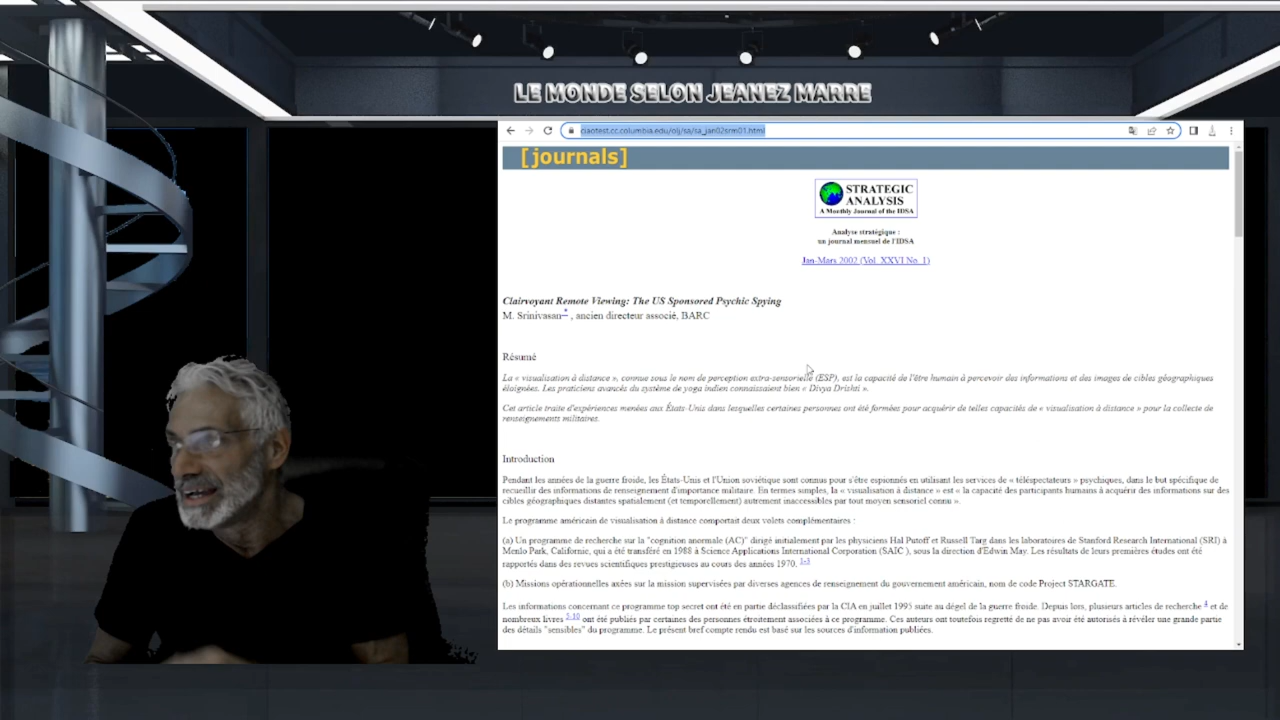 LE MONDE SELON JEANEZ MARRE
ciaotest.cc.columbia.edu/olj/sa/sa_jan02srm01.html
[journals]
STRATEGIC
ANALYSIS
A Monthly Journal of the IDSA
Analyse stratégique :
un journal mensuel de l'IDSA
Jan-Mars 2002 (Vol. XXVI No. 1)
Clairvoyant Remote Viewing: The US Sponsored Psychic Spying
M. Srinivasan* , ancien directeur associé, BARC
Résumé
La « visualisation à distance », connue sous le nom de perception extra-sensorielle (ESP), est la capacité de l'être humain à percevoir des informations et des images de cibles géographiques
éloignées. Les praticiens avancés du système de yoga indien connaissaient bien « Divya Drishti ».
Cet article traite d'expériences menées aux États-Unis dans lesquelles certaines personnes ont été formées pour acquérir de telles capacités de « visualisation à distance » pour la collecte de
renseignements militaires.
Introduction
Pendant les années de la guerre froide, les États-Unis et l'Union soviétique sont connus pour s'être espionnés en utilisant les services de « téléspectateurs » psychiques, dans le but spécifique de
recueillir des informations de renseignement d'importance militaire. En termes simples, la « visualisation à distance » est « la capacité des participants humains à acquérir des informations sur des
cibles géographiques distantes spatialement (et temporellement) autrement inaccessibles par tout moyen sensoriel connu ».
Le programme américain de visualisation à distance comportait deux volets complémentaires :
(a) Un programme de recherche sur la "cognition anormale (AC)" dirigé initialement par les physiciens Hal Putoff et Russell Targ dans les laboratoires de Stanford Research International (SRI) à
Menlo Park, Californie, qui a été transféré en 1988 à Science Applications International Corporation (SAIC ), sous la direction d'Edwin May. Les résultats de leurs premières études ont été
rapportés dans des revues scientifiques prestigieuses au cours des années 1970. 1-3
(b) Missions opérationnelles axées sur la mission supervisées par diverses agences de renseignement du gouvernement américain, nom de code Project STARGATE.
Les informations concernant ce programme top secret ont été en partie déclassifiées par la CIA en juillet 1995 suite au dégel de la guerre froide. Depuis lors, plusieurs articles de recherche 4 et de
nombreux livres 5-10 ont été publiés par certaines des personnes étroitement associées à ce programme. Ces auteurs ont toutefois regretté de ne pas avoir été autorisés à révéler une grande partie
des détails "sensibles" du programme. Le présent bref compte rendu est basé sur les sources d'information publiées.